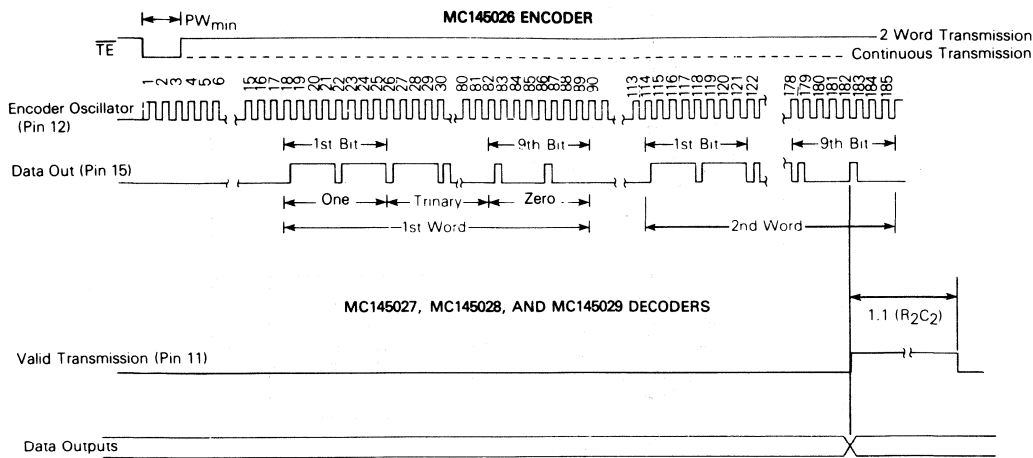 MC145026 ENCODER
PWmin
TE
2 Word Transmission
Continuous Transmission
1 2 3 4 5 6 15 16 17 18 19 20 21 22 23 24 25 26 27 28 29 30 80 81 82 83 84 85 86 87 88 89 90 113 114 115 116 117 118 119 120 121 122 178 179 180 181 182 183 184 185
Encoder Oscillator
(Pin 12)
1st Bit 9th Bit 1st Bit 9th Bit
Data Out (Pin 15)
One Trinary Zero
1st Word 2nd Word
MC145027, MC145028, AND MC145029 DECODERS
1.1 (R2C2)
Valid Transmission (Pin 11)
Data Outputs